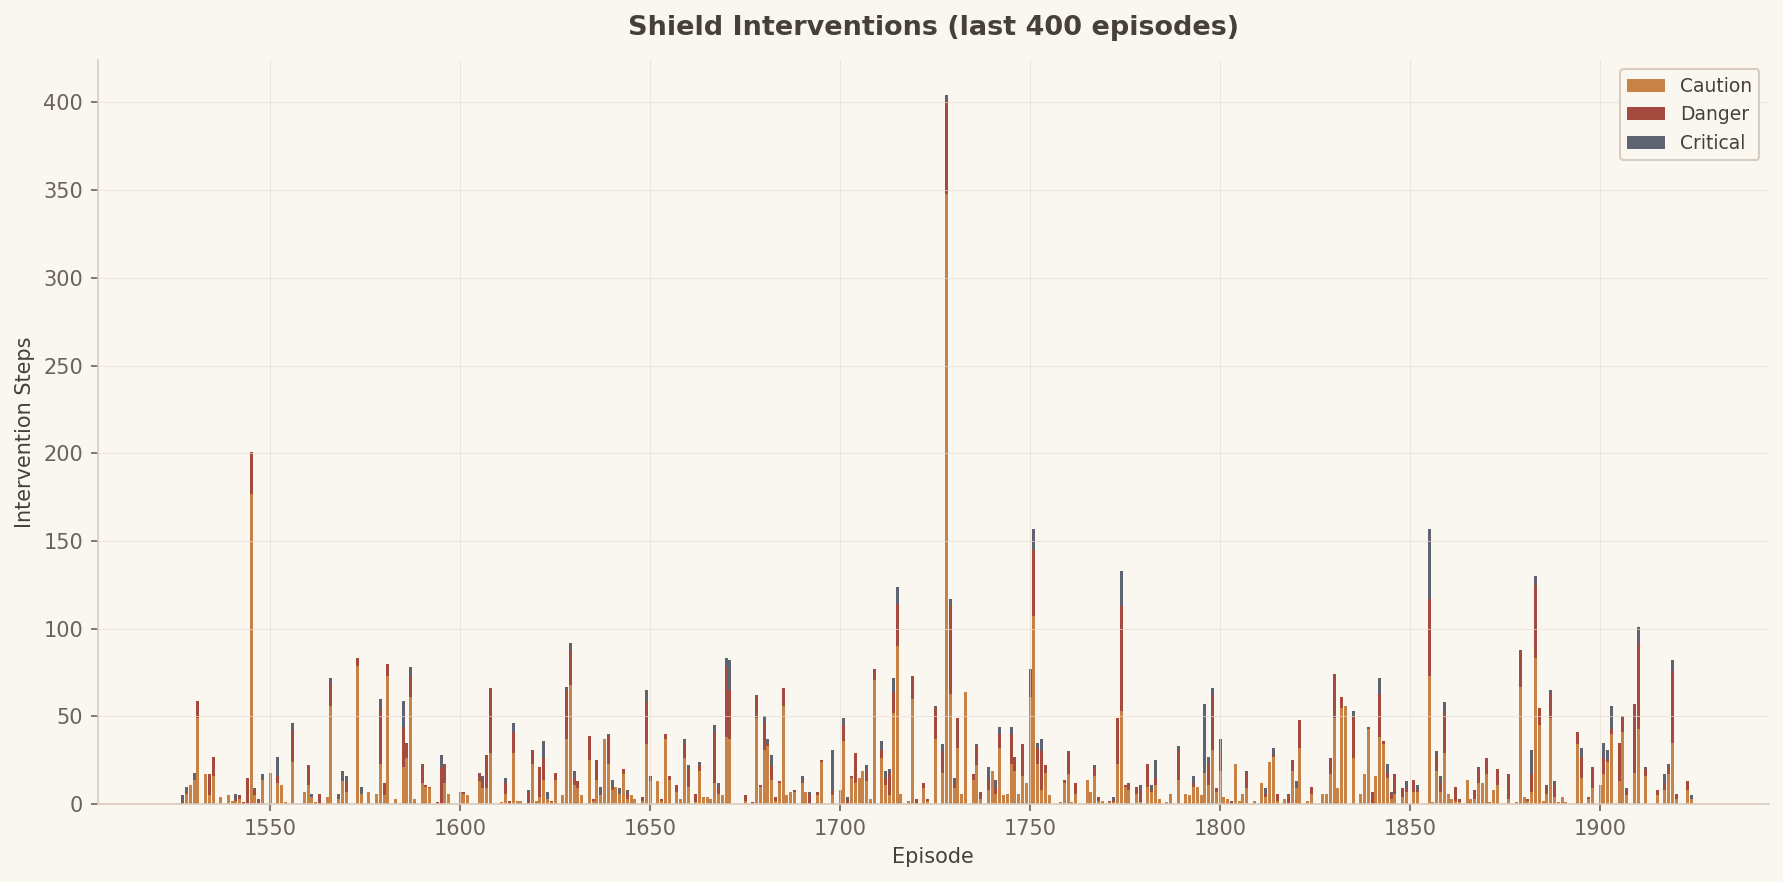 Shield Interventions (last 400 episodes)
Caution
Danger
Critical
Intervention Steps
400
350
300
250
200
150
100
50
0
1550 1600 1650 1700 1750 1800 1850 1900
Episode